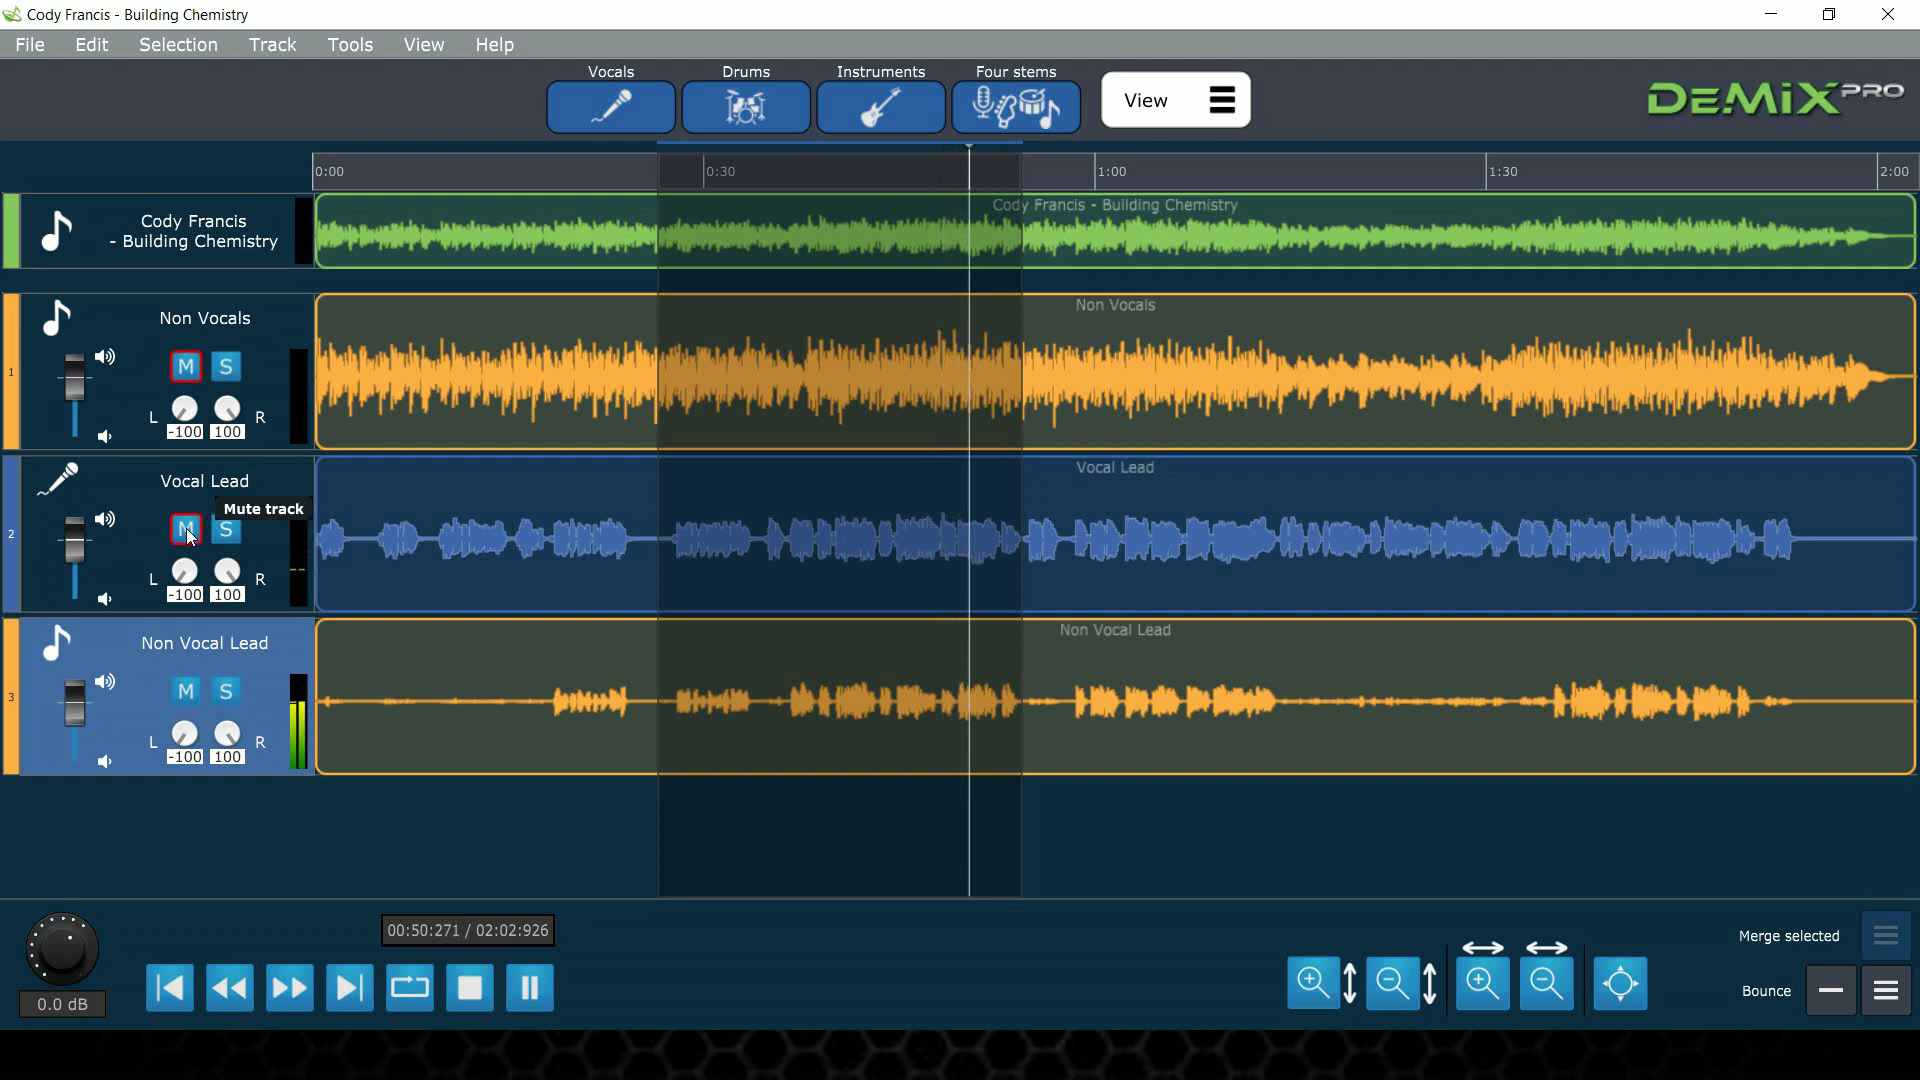 Cody Francis - Building Chemistry
File Edit Selection Track Tools View Help
Vocals Drums Instruments Four stems
View
DeMiX PRO
0:00 0:30 1:00 1:30 2:00
Cody Francis
- Building Chemistry
Cody Francis - Building Chemistry
1
Non Vocals
M S
L R
-100 100
Non Vocals
2
Vocal Lead
Mute track
M S
L R
-100 100
Vocal Lead
3
Non Vocal Lead
M S
L R
-100 100
Non Vocal Lead
00:50:271 / 02:02:926
0.0 dB
Merge selected
Bounce